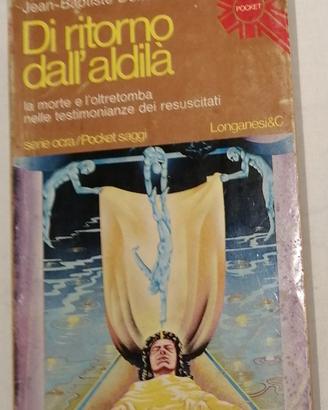 Jean-Baptiste
POCKET
Di ritorno
dall'aldilà
la morte e l'oltretomba
nelle testimonianze dei resuscitati
Longanesi&C
serie ocra/Pocket saggi